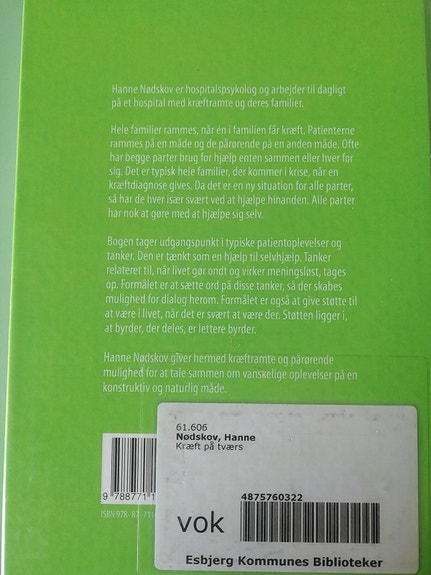 Hanne Nødskov er hospitalspsykolog og arbejder til dagligt
på et hospital med kræftramte og deres familier.
Hele familier rammes, når én i familien får kræft. Patienterne
rammes på en måde og de pårørende på en anden måde. Ofte
har begge parter brug for hjælp enten sammen eller hver for
sig. Det er typisk hele familier, der kommer i krise, når en
kræftdiagnose gives. Da det er en ny situation for alle parter,
så har de hver især svært ved at hjælpe hinanden. Alle parter
har nok at gøre med at hjælpe sig selv.
Bogen tager udgangspunkt i typiske patientoplevelser og
tanker. Den er tænkt som en hjælp til selvhjælp. Tanker
relateret til, når livet gør ondt og virker meningsløst, tages
op. Formålet er at sætte ord på disse tanker, så der skabes
mulighed for dialog herom. Formålet er også at give støtte til
at være i livet, når det er svært at være der. Støtten ligger i,
at byrder, der deles, er lettere byrder.
Hanne Nødskov giver hermed kræftramte og pårørende
mulighed for at tale sammen om vanskelige oplevelser på en
konstruktiv og naturlig måde.
61.606
Nødskov, Hanne
Kræft på tværs
4875760322
vok
Esbjerg Kommunes Biblioteker
9 788771 1
ISBN 978-87-711